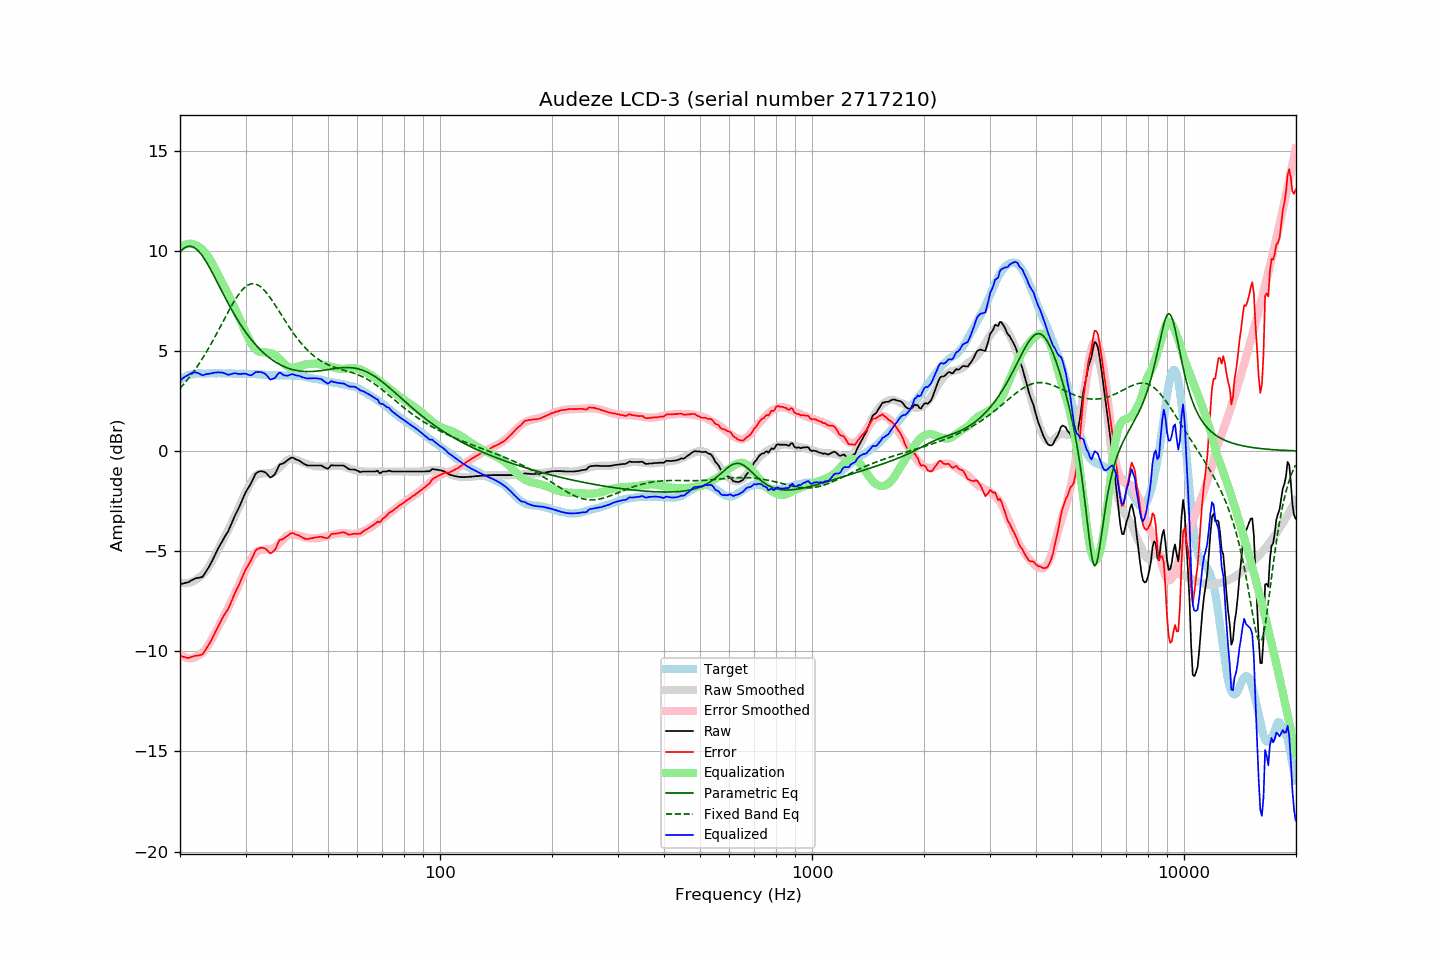 Audeze LCD-3 (serial number 2717210)
15
10
5
0
−5
−10
−15
−20
Amplitude (dBr)
Target
Raw Smoothed
Error Smoothed
Raw
Error
Equalization
Parametric Eq
Fixed Band Eq
Equalized
100
1000
10000
Frequency (Hz)